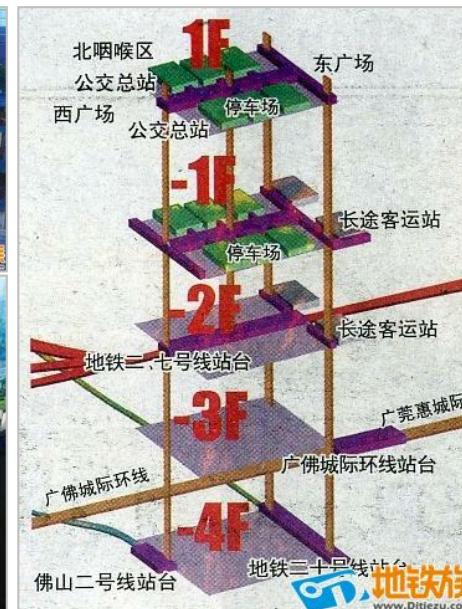 1F
北咽喉区
东广场
公交总站
西广场
停车场
公交总站
-1F
长途客运站
停车场
-2F
长途客运站
地铁二、七号线站台
-3F
广莞惠城际
广佛城际环线站台
广佛城际环线
-4F
佛山二号线站台
地铁二十号线站台
地铁族
www.Ditiezu.com